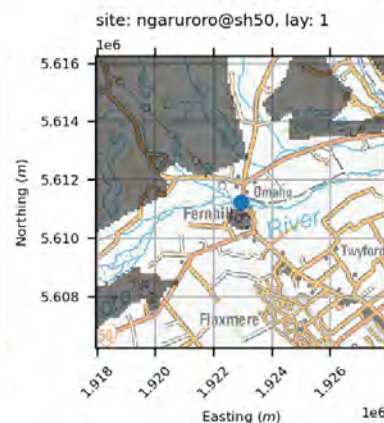 site: ngaruroro@sh50, lay: 1
1e6
5.616
5.614
5.612
5.610
5.608
Northing (m)
Omahu
Fernhill
River
Twyford
Flaxmere
50
1.918
1.920
1.922
1.924
1.926
1e6
Easting (m)